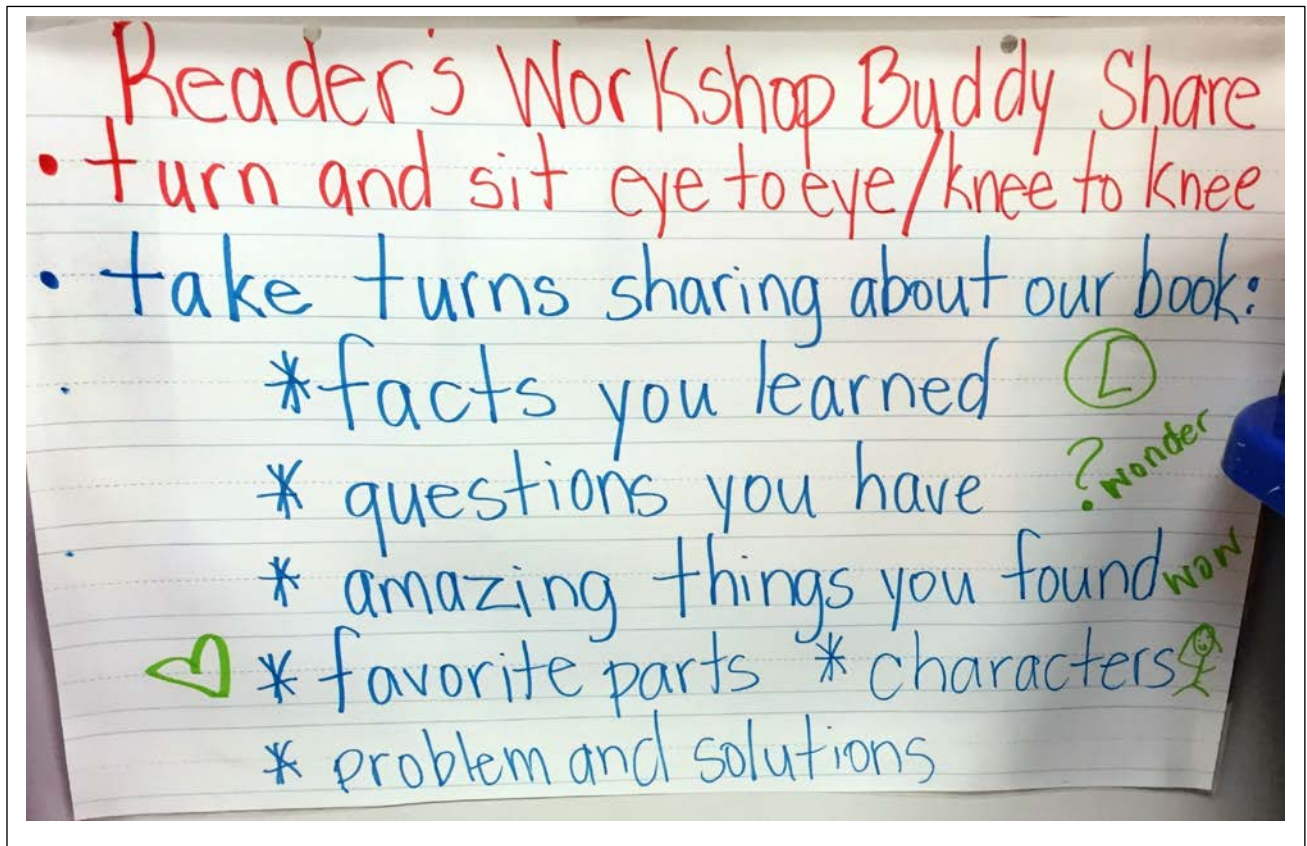 Reader's Workshop Buddy Share
• turn and sit eye to eye/knee to knee
• take turns sharing about our book:
*facts you learned L
* questions you have ? wonder
* amazing things you found wow
* favorite parts * characters
* problem and solutions